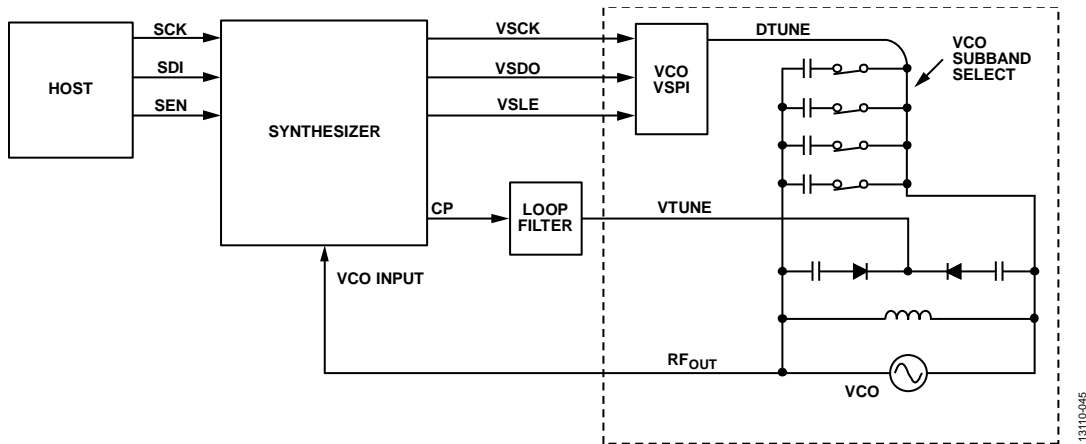 HOST
SCK
SDI
SEN
SYNTHESIZER
VSCK
VSDO
VSLE
VCO
VSPI
DTUNE
VCO
SUBBAND
SELECT
CP
LOOP
FILTER
VTUNE
VCO INPUT
RFOUT
VCO
13110-045